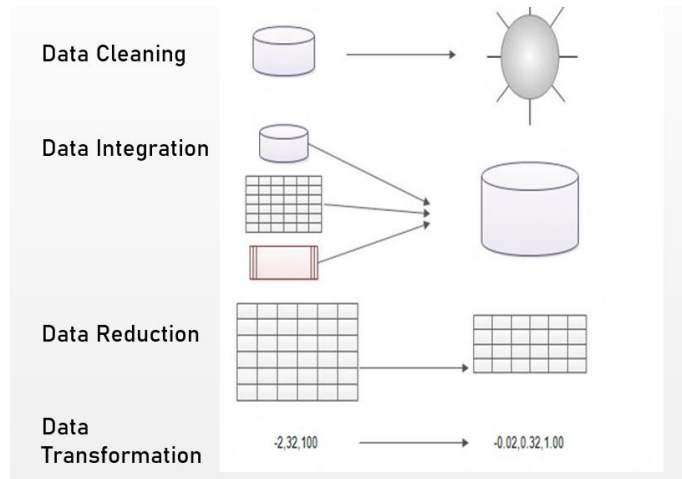 Data Cleaning
Data Integration
Data Reduction
Data
Transformation
-2,32,100
-0.02,0.32,1.00